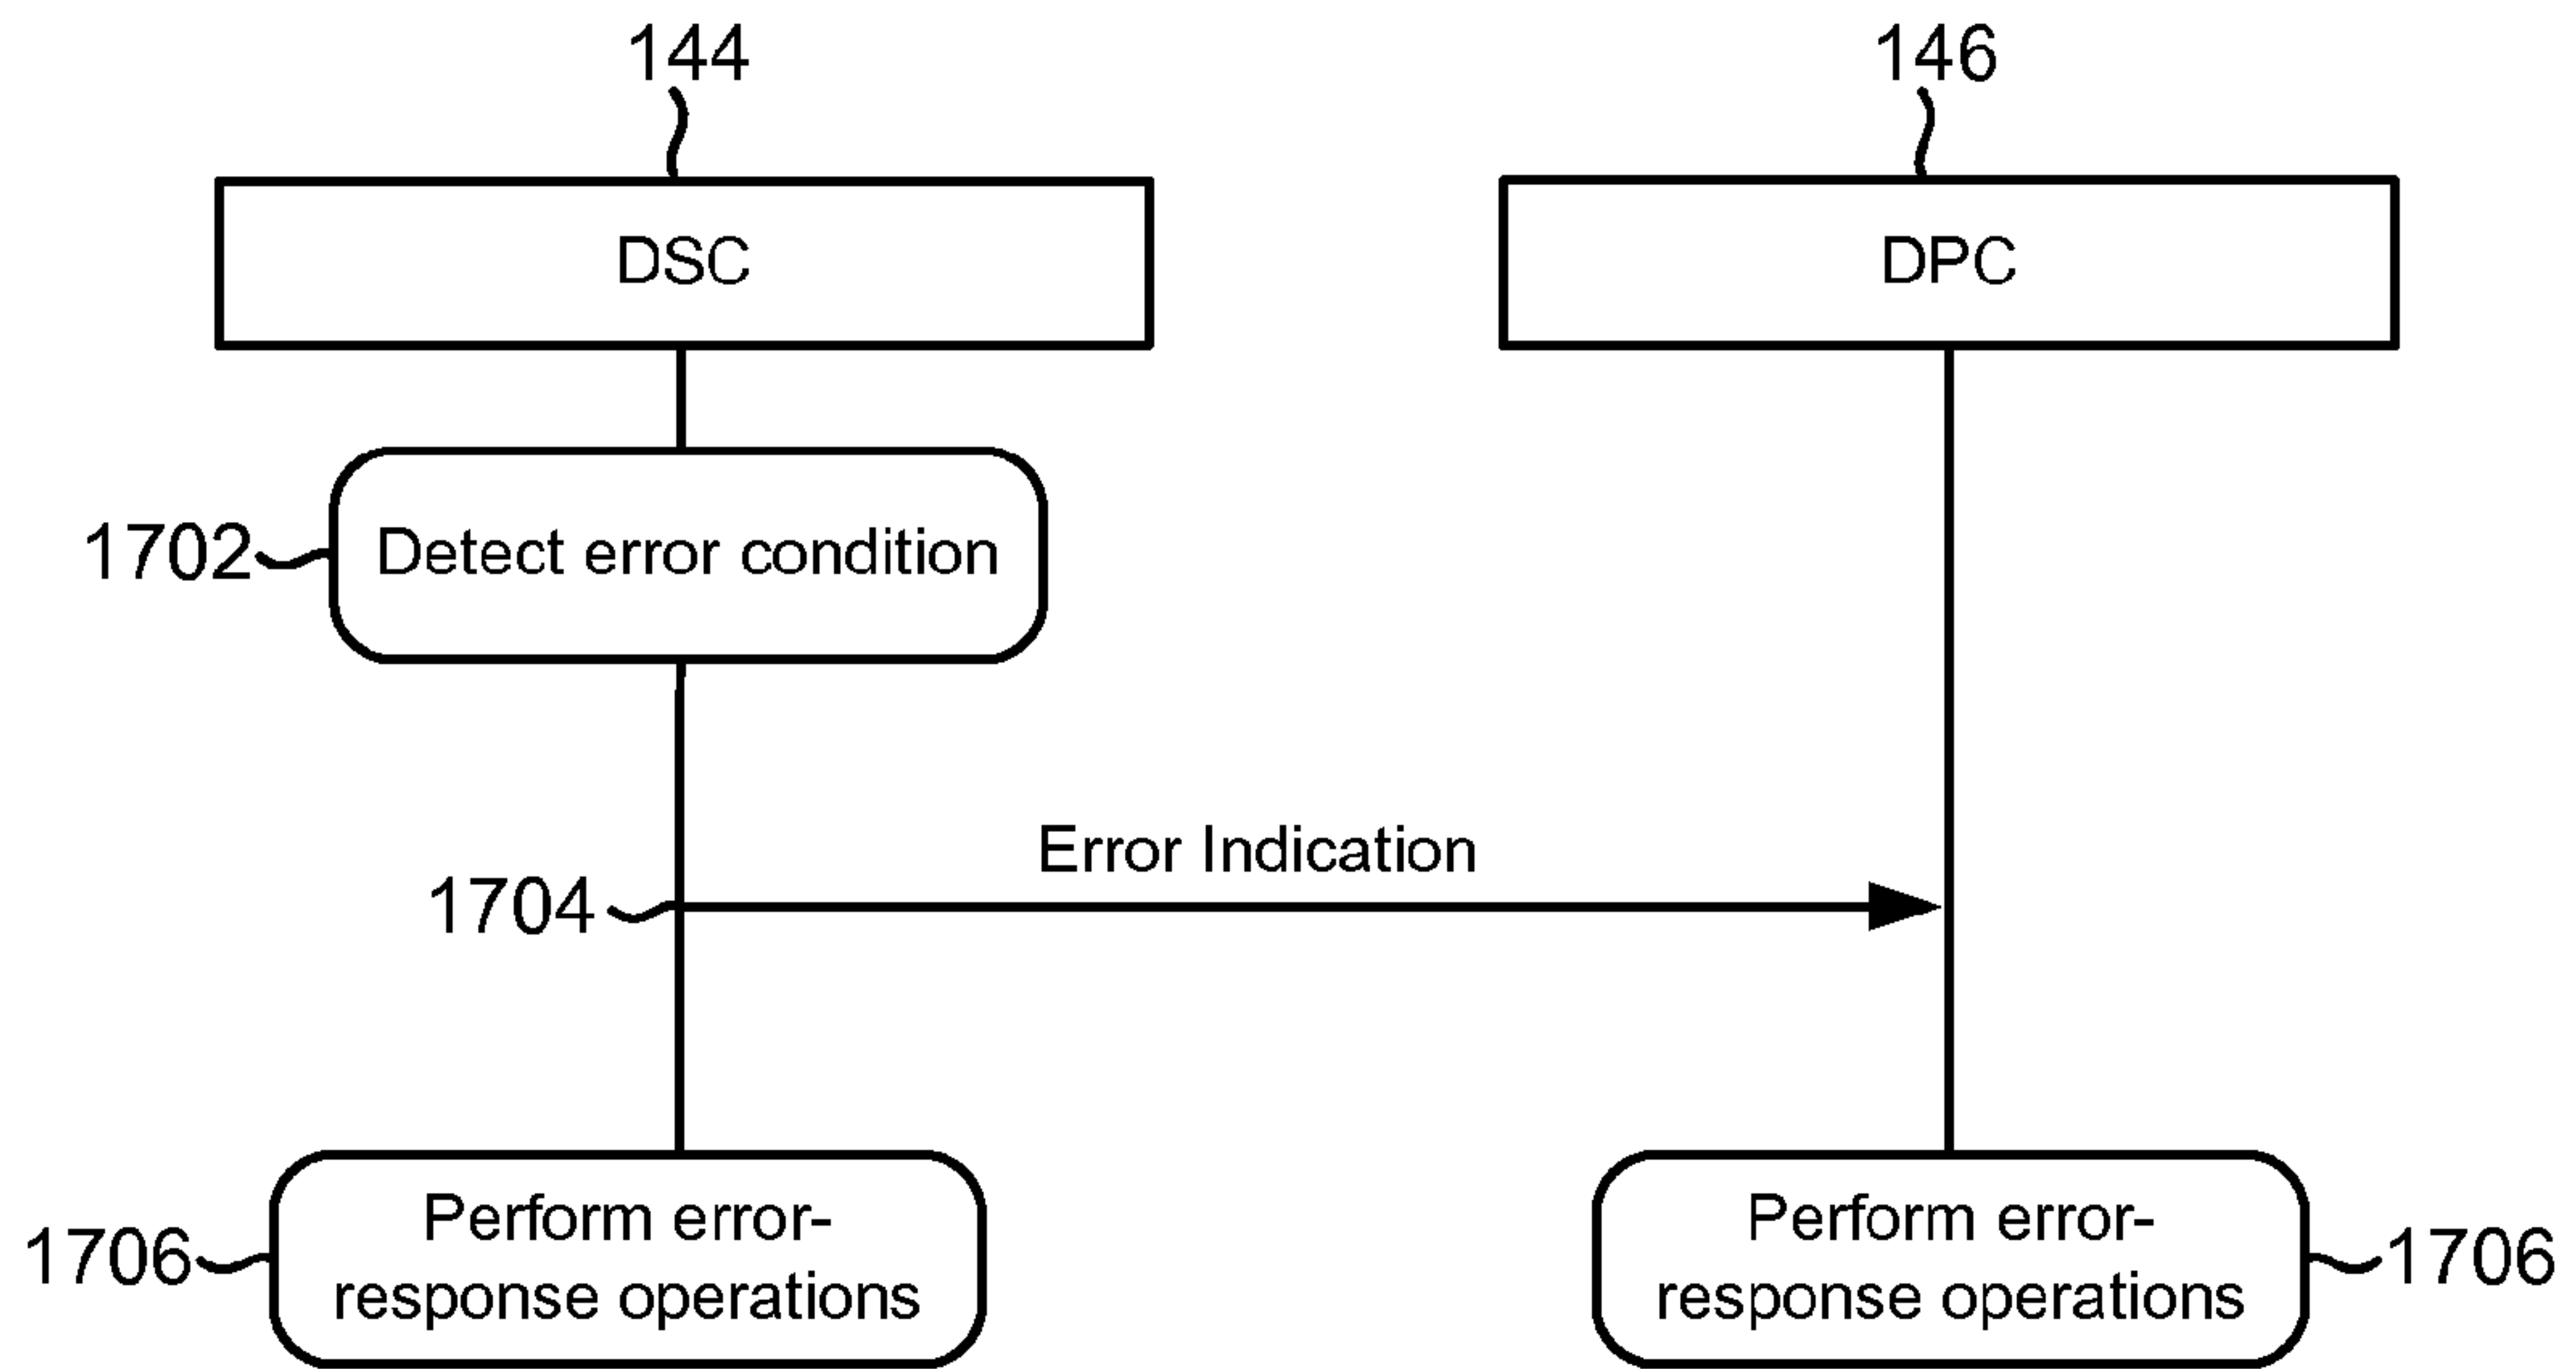 144
146
DSC
DPC
1702
Detect error condition
Error Indication
1704
Perform error-
response operations
1706
Perform error-
response operations
1706